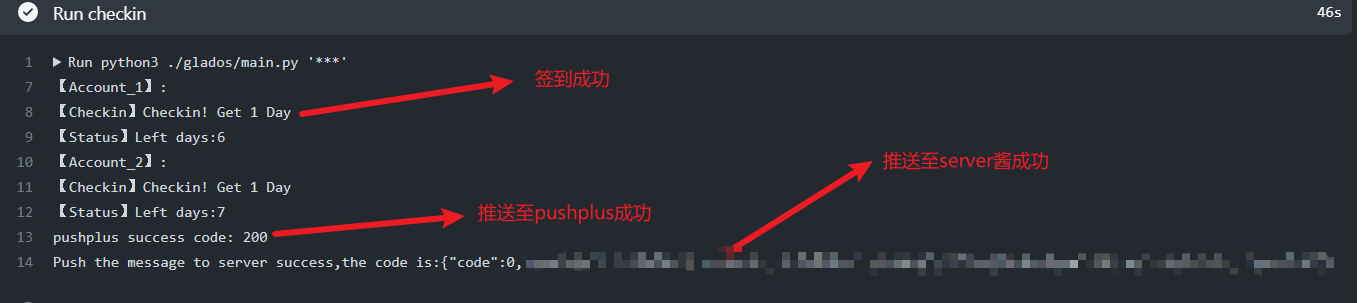 Run checkin
46s
1 Run python3 ./glados/main.py '***'
7 【Account_1】:
签到成功
8 【Checkin】Checkin! Get 1 Day
9 【Status】Left days:6
10 【Account_2】:
推送至server酱成功
11 【Checkin】Checkin! Get 1 Day
12 【Status】Left days:7
推送至pushplus成功
13 pushplus success code: 200
14 Push the message to server success,the code is:{"code":0,